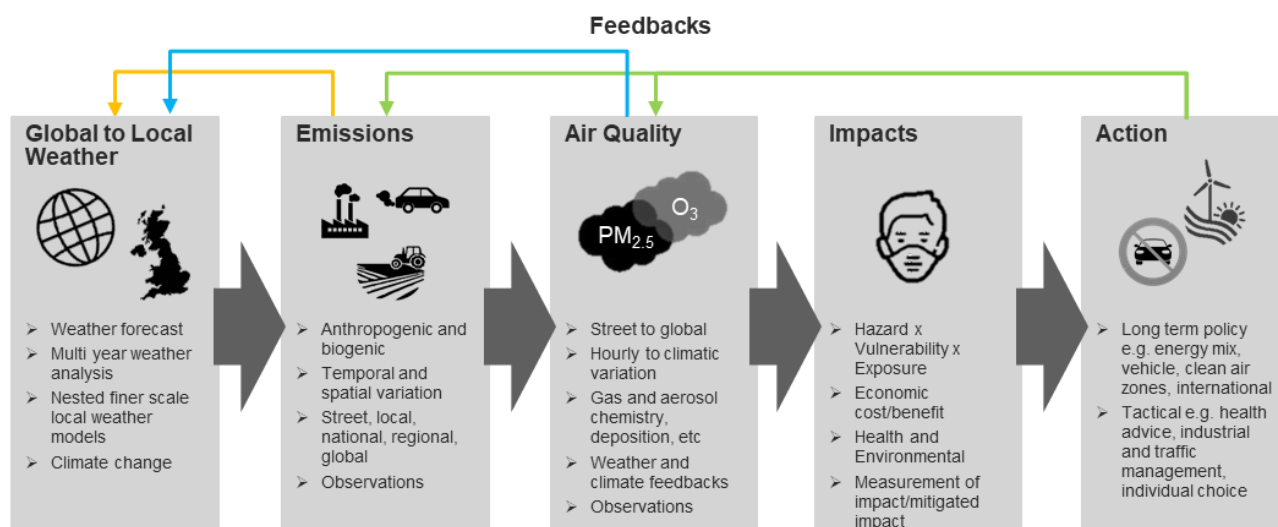 Feedbacks
Global to Local
Weather
➢ Weather forecast
➢ Multi year weather
analysis
➢ Nested finer scale
local weather
models
➢ Climate change
Emissions
➢ Anthropogenic and
biogenic
➢ Temporal and
spatial variation
➢ Street, local,
national, regional,
global
➢ Observations
Air Quality
PM2.5
O3
➢ Street to global
➢ Hourly to climatic
variation
➢ Gas and aerosol
chemistry,
deposition, etc
➢ Weather and
climate feedbacks
➢ Observations
Impacts
➢ Hazard x
Vulnerability x
Exposure
➢ Economic
cost/benefit
➢ Health and
Environmental
➢ Measurement of
impact/mitigated
impact
Action
➢ Long term policy
e.g. energy mix,
vehicle, clean air
zones, international
➢ Tactical e.g. health
advice, industrial
and traffic
management,
individual choice